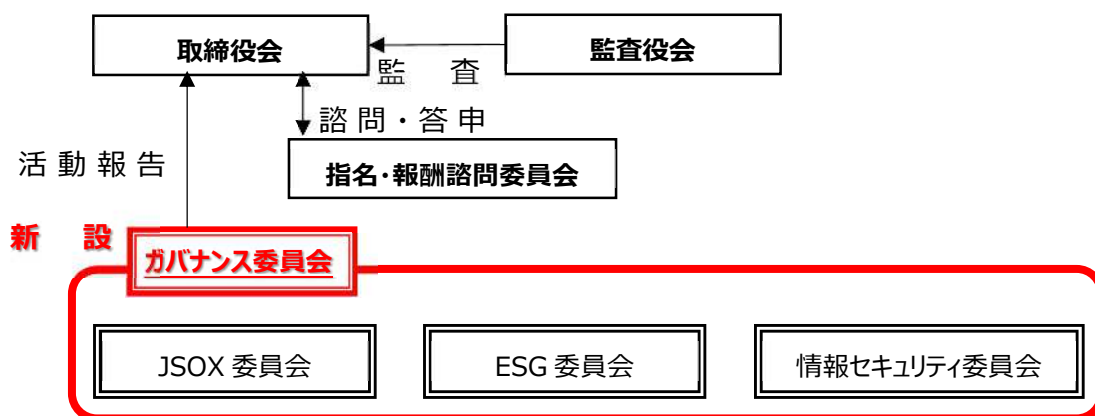 取締役会
監査役会
監　査
諮問・答申
活動報告
指名・報酬諮問委員会
新　設
ガバナンス委員会
JSOX 委員会
ESG 委員会
情報セキュリティ委員会